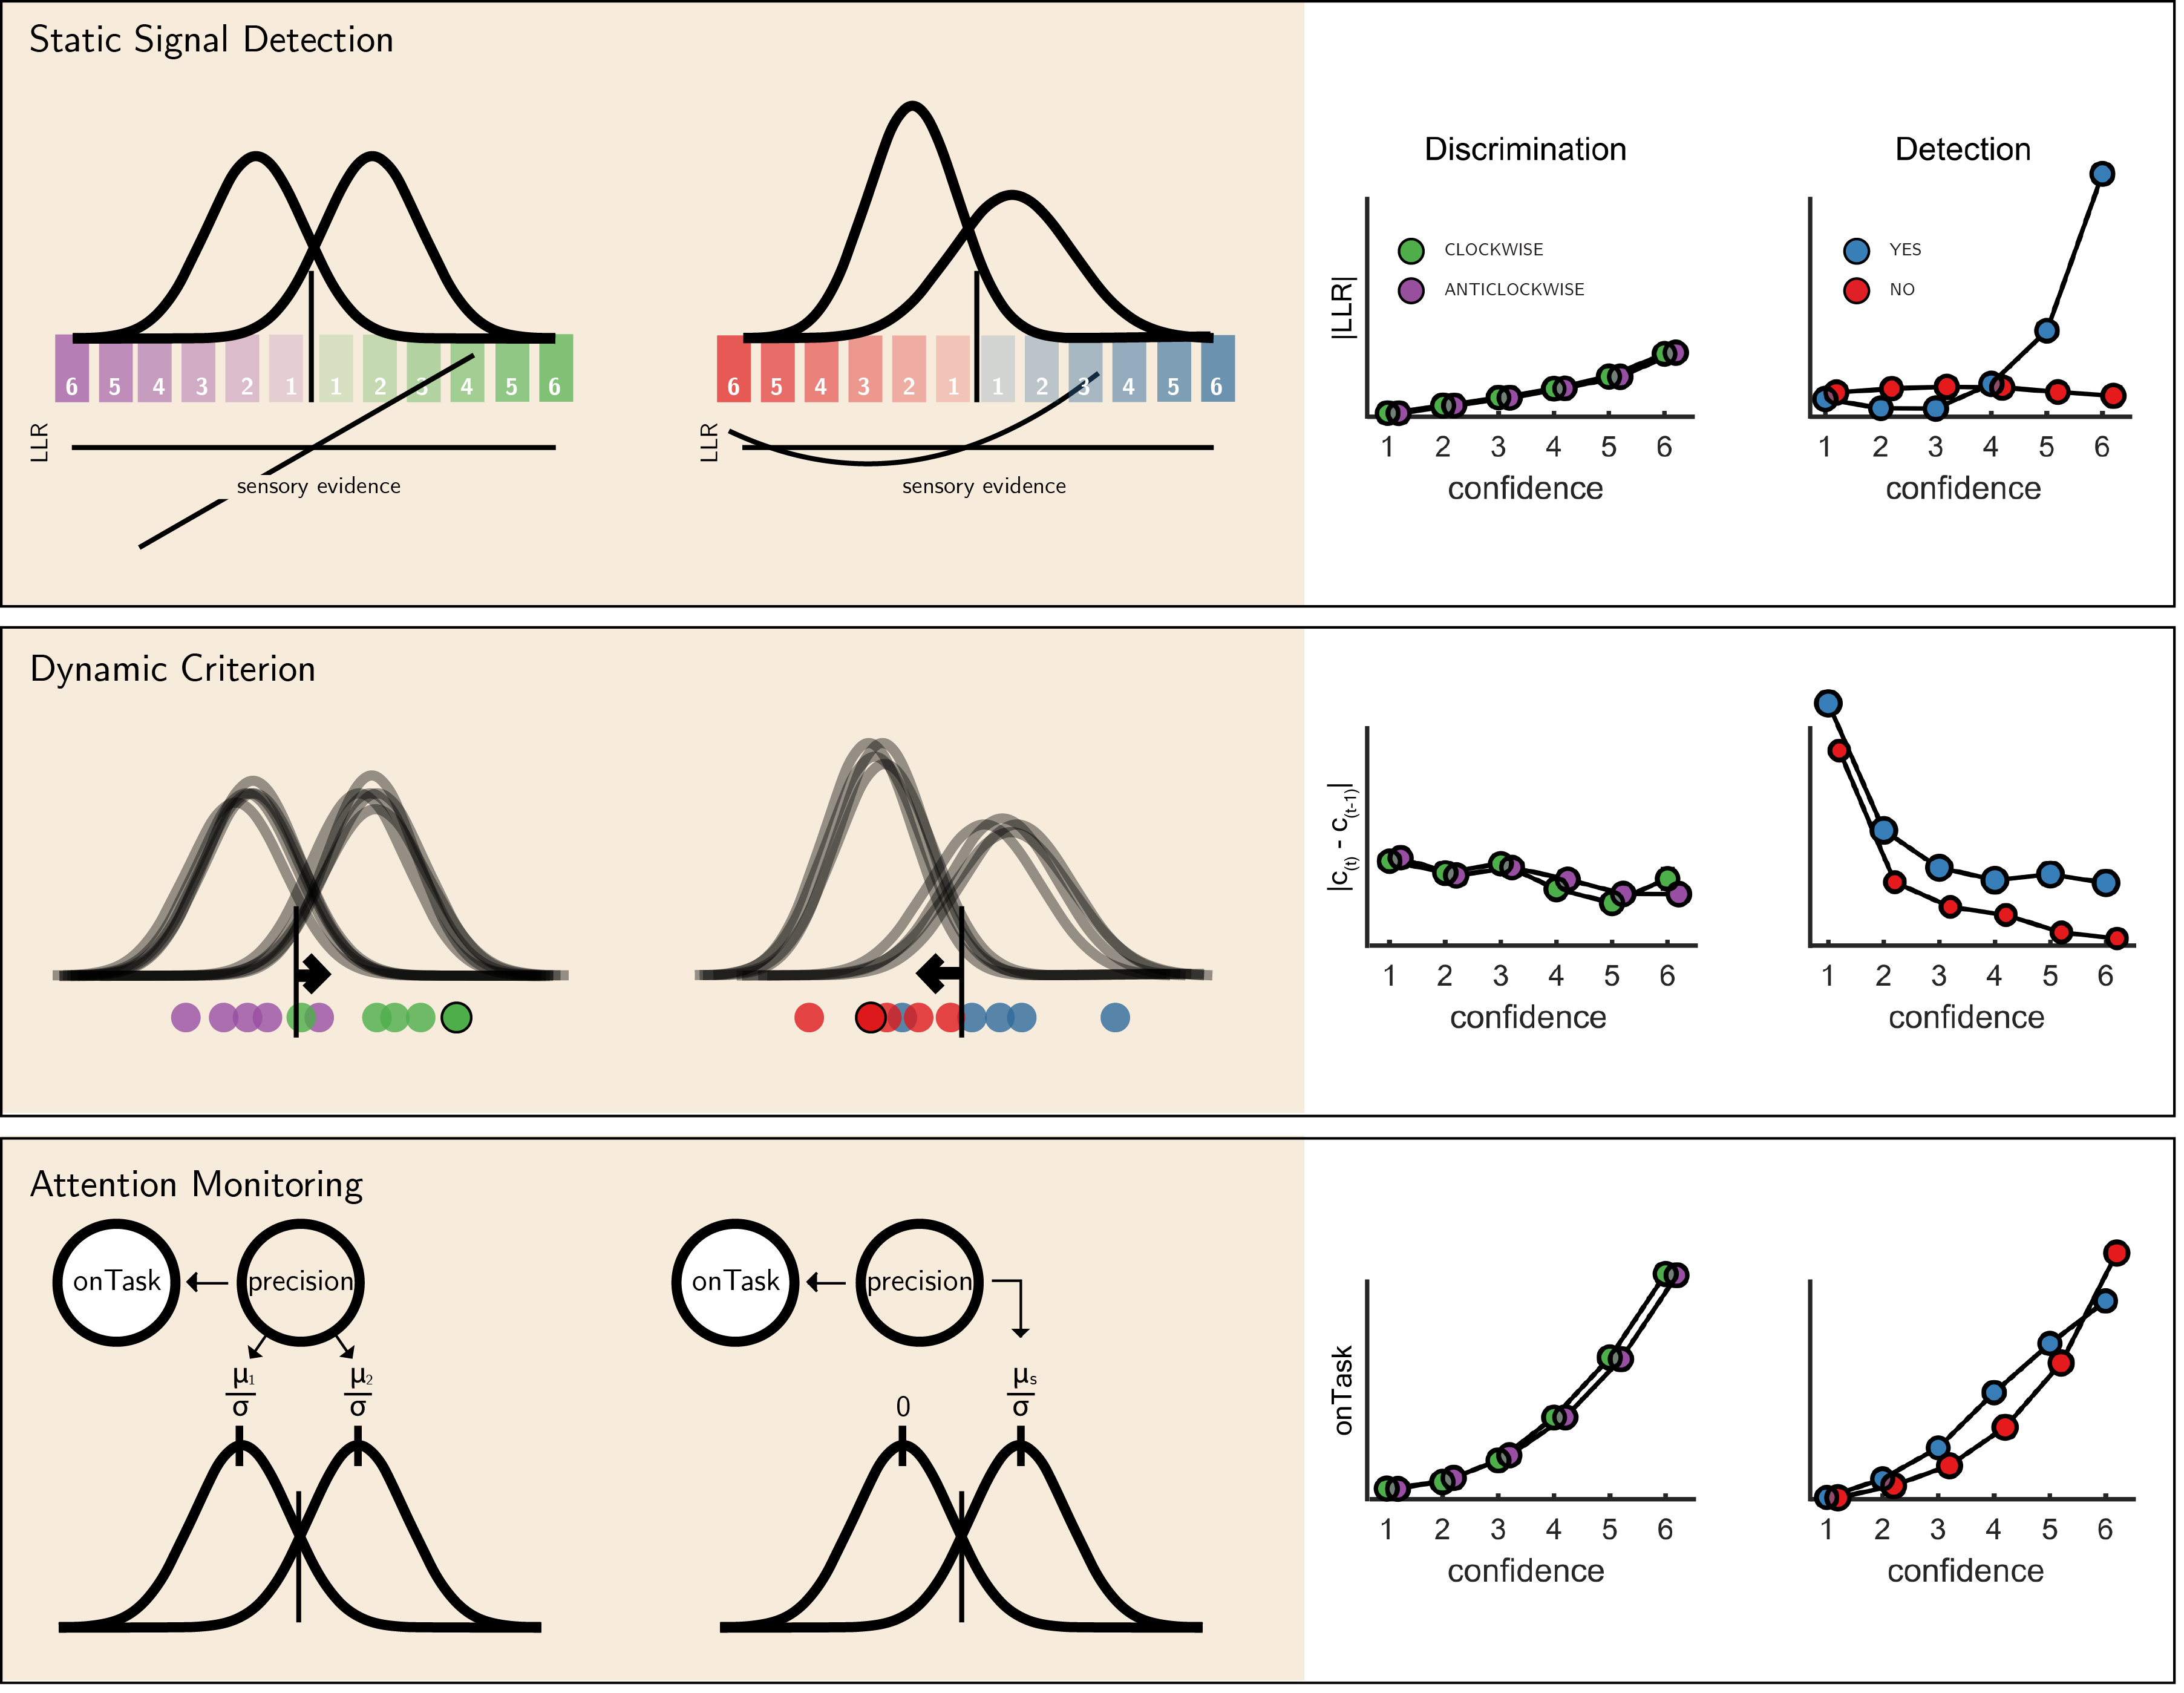 Static Signal Detection
6 5 4 3 2 1 1 2 3 4 5 6
LLR
sensory evidence
6 5 4 3 2 1 1 2 3 4 5 6
LLR
sensory evidence
Discrimination
|LLR|
CLOCKWISE
ANTICLOCKWISE
1 2 3 4 5 6
confidence
Detection
YES
NO
1 2 3 4 5 6
confidence
Dynamic Criterion
|c(t) - c(t-1)|
1 2 3 4 5 6
confidence
1 2 3 4 5 6
confidence
Attention Monitoring
onTask
precision
μ1
σ
μ2
σ
onTask
precision
0
μs
σ
onTask
1 2 3 4 5 6
confidence
1 2 3 4 5 6
confidence